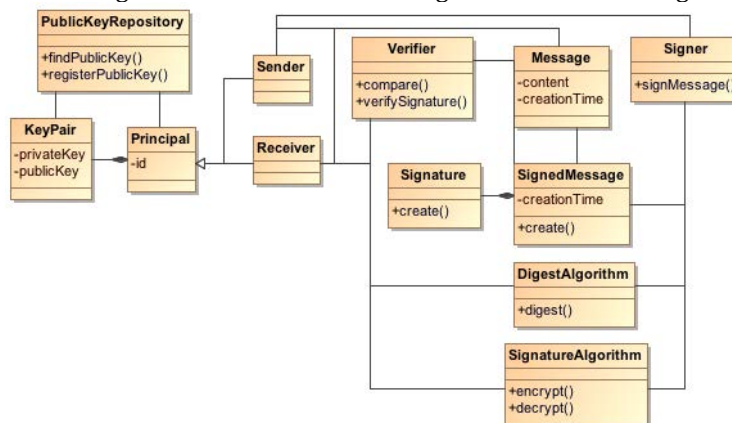 PublicKeyRepository
+findPublicKey()
+registerPublicKey()
KeyPair
-privateKey
-publicKey
Principal
-id
Sender
Receiver
Verifier
+compare()
+verifySignature()
Message
-content
-creationTime
Signer
+signMessage()
Signature
+create()
SignedMessage
-creationTime
+create()
DigestAlgorithm
+digest()
SignatureAlgorithm
+encrypt()
+decrypt()